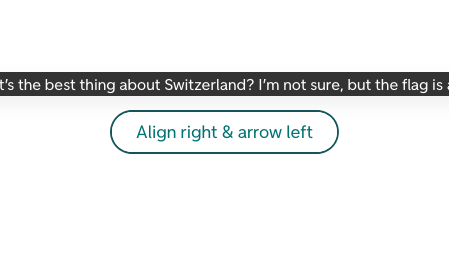 t’s the best thing about Switzerland? I’m not sure, but the flag is
Align right & arrow left